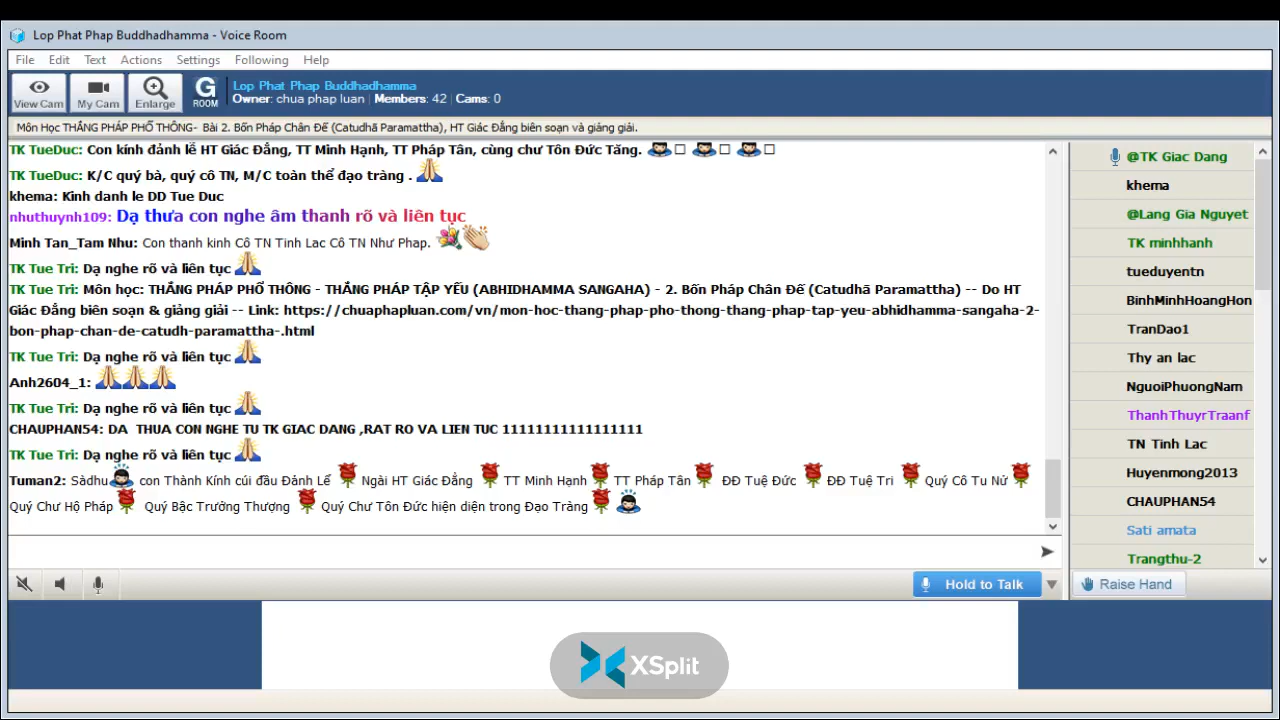 Lop Phat Phap Buddhadhamma - Voice Room
File Edit Text Actions Settings Following Help
View Cam My Cam Enlarge G ROOM
Lop Phat Phap Buddhadhamma
Owner: chua phap luan | Members: 42 | Cams: 0
Môn Học THẮNG PHÁP PHỔ THÔNG- Bài 2. Bốn Pháp Chân Đế (Catudhā Paramattha), HT Giác Đẳng biên soạn và giảng giải.
TK TueDuc: Con kính đảnh lễ HT Giác Đẳng, TT Minh Hạnh, TT Pháp Tân, cùng chư Tôn Đức Tăng.
TK TueDuc: K/C quý bà, quý cô TN, M/C toàn thể đạo tràng .
khema: Kinh danh le DD Tue Duc
nhuthuynh109: Dạ thưa con nghe âm thanh rõ và liên tục
Minh Tan_Tam Nhu: Con thanh kinh Cô TN Tinh Lac Cô TN Như Phap.
TK Tue Tri: Dạ nghe rõ và liên tục
TK Tue Tri: Môn học: THẮNG PHÁP PHỔ THÔNG - THẮNG PHÁP TẬP YẾU (ABHIDHAMMA SANGAHA) - 2. Bốn Pháp Chân Đế (Catudhā Paramattha) -- Do HT
Giác Đẳng biên soạn & giảng giải -- Link: https://chuaphapluan.com/vn/mon-hoc-thang-phap-pho-thong-thang-phap-tap-yeu-abhidhamma-sangaha-2-
bon-phap-chan-de-catudh-paramattha-.html
TK Tue Tri: Dạ nghe rõ và liên tục
Anh2604_1:
TK Tue Tri: Dạ nghe rõ và liên tục
CHAUPHAN54: DA THUA CON NGHE TU TK GIAC DANG ,RAT RO VA LIEN TUC 11111111111111111
TK Tue Tri: Dạ nghe rõ và liên tục
Tuman2: Sàdhu con Thành Kính cúi đầu Đảnh Lễ Ngài HT Giác Đẳng TT Minh Hạnh TT Pháp Tân ĐĐ Tuệ Đức ĐĐ Tuệ Tri Quý Cô Tu Nữ
Quý Chư Hộ Pháp Quý Bậc Trưởng Thượng Quý Chư Tôn Đức hiện diện trong Đạo Tràng
@TK Giac Dang
khema
@Lang Gia Nguyet
TK minhhanh
tueduyentn
BinhMinhHoangHon
TranDao1
Thy an lac
NguoiPhuongNam
ThanhThuyrTraanf
TN Tinh Lac
Huyenmong2013
CHAUPHAN54
Sati amata
Trangthu-2
Hold to Talk
Raise Hand
XSplit